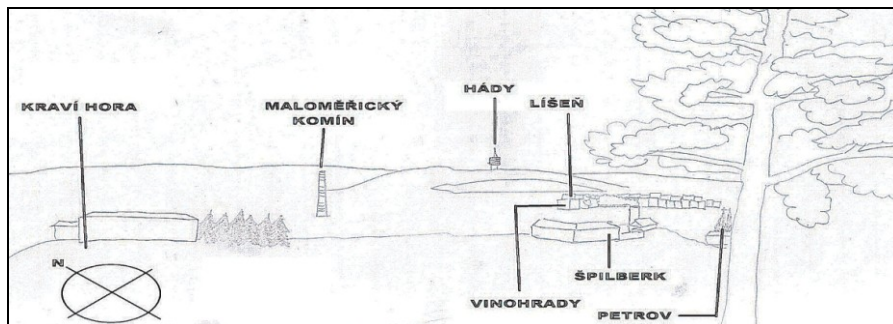 KRAVÍ HORA
MALOMĚŘICKÝ
KOMÍN
HÁDY
LÍŠEŇ
N
ŠPILBERK
VINOHRADY
PETROV